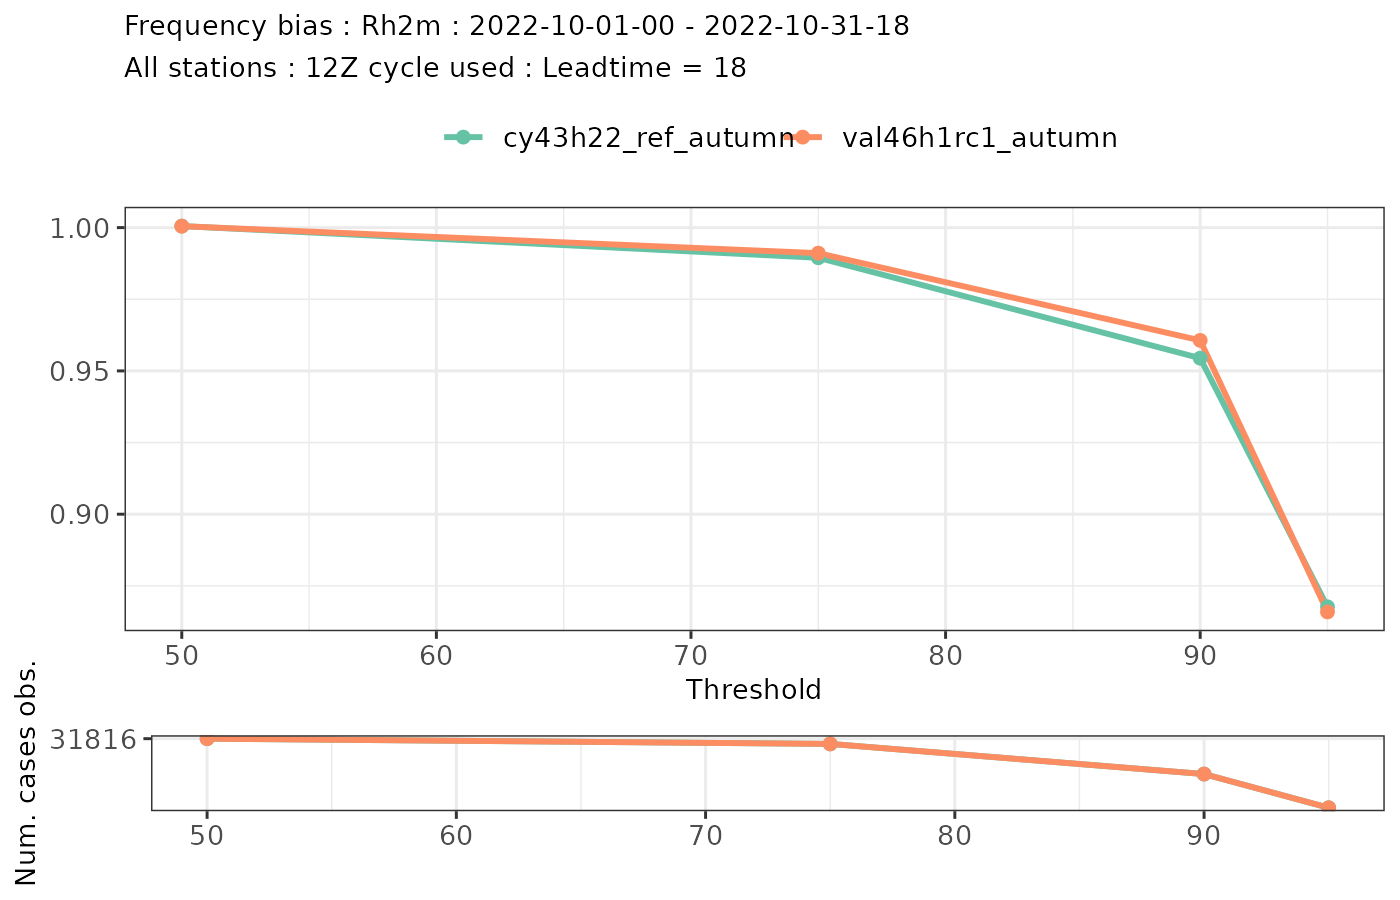 Frequency bias : Rh2m : 2022-10-01-00 - 2022-10-31-18
All stations : 12Z cycle used : Leadtime = 18
cy43h22_ref_autumn val46h1rc1_autumn
1.00
0.95
0.90
50 60 70 80 90
Threshold
Num. cases obs.
31816
50 60 70 80 90